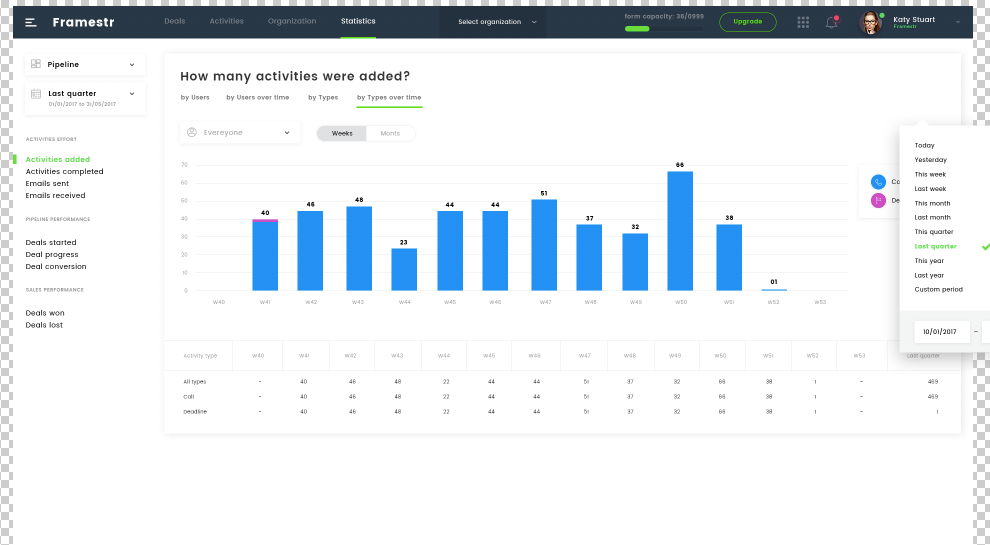 Framestr
Deals Activities Organization Statistics
Select organization
form capacity: 36/0999
Upgrade
Katy Stuart
Framestr
Pipeline
Last quarter
01/01/2017 to 31/05/2017
ACTIVITIES EFFORT
Activities added
Activities completed
Emails sent
Emails received
PIPELINE PERFORMANCE
Deals started
Deal progress
Deal conversion
SALES PERFORMANCE
Deals won
Deals lost
How many activities were added?
by Users by Users over time by Types by Types over time
Evereyone
Weeks Monts
70
60
50
40
30
20
10
0
40 46 48 23 44 44 51 37 32 66 38 01
W40 W41 W42 W43 W44 W45 W46 W47 W48 W49 W50 W51 W52 W53
Today
Yesterday
This week
Last week
This month
Last month
This quarter
Last quarter
This year
Last year
Custom period
10/01/2017 –
Activity type W40 W41 W42 W43 W44 W45 W46 W47 W48 W49 W50 W51 W52 W53 Last quarter
All types - 40 46 48 22 44 44 51 37 32 66 38 1 - 469
Call - 40 46 48 22 44 44 51 37 32 66 38 1 - 469
Deadline - 40 46 48 22 44 44 51 37 32 66 38 1 - 1